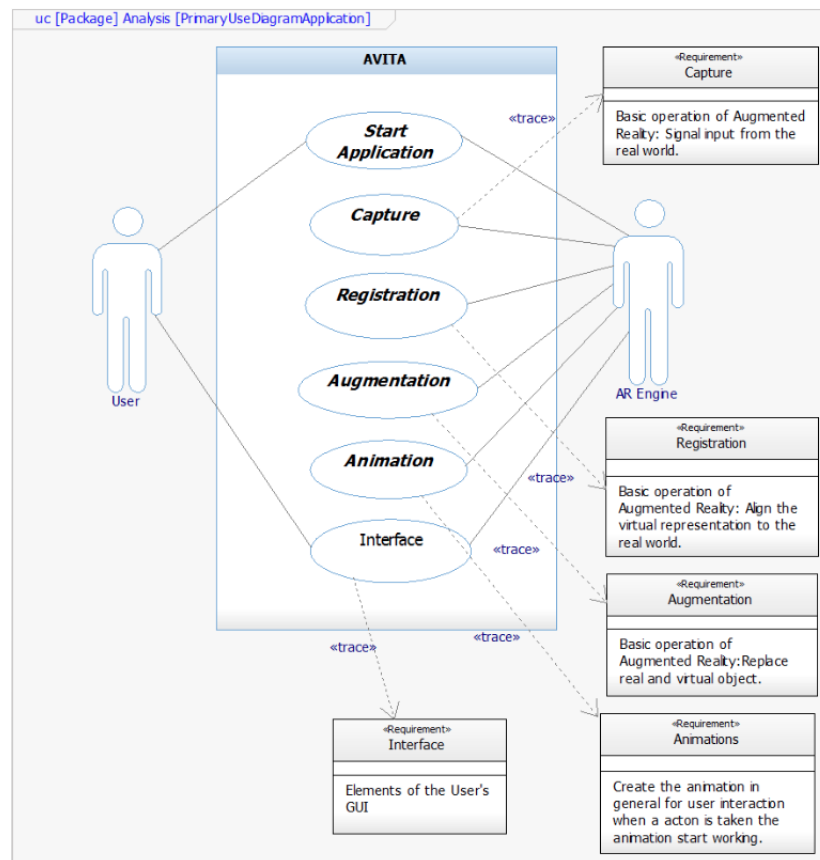 uc [Package] Analysis [PrimaryUseDiagramApplication]
AVITA
Start
Application
Capture
Registration
Augmentation
Animation
Interface
User
AR Engine
«trace»
«Requirement»
Capture
Basic operation of Augmented
Reality: Signal input from the
real world.
«Requirement»
Registration
«trace»
Basic operation of
Augmented Reality: Align the
virtual representation to the
real world.
«trace»
«Requirement»
Augmentation
Basic operation of
Augmented Reality:Replace
real and virtual object.
«trace»
«trace»
«Requirement»
Interface
Elements of the User's
GUI
«Requirement»
Animations
Create the animation in
general for user interaction
when a acton is taken the
animation start working.